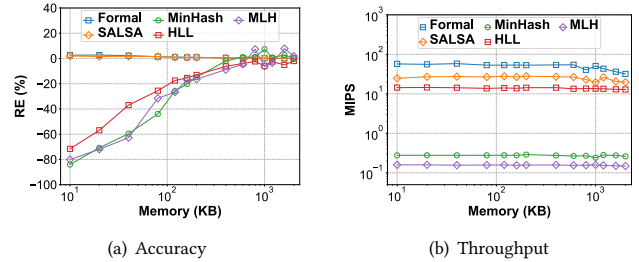 Formal MinHash MLH
SALSA HLL
RE (%)
40
20
0
−20
−40
−60
−80
−100
10^1 10^2 10^3
Memory (KB)
(a) Accuracy
Formal MinHash MLH
SALSA HLL
MIPS
10^3
10^2
10^1
10^0
10^-1
10^1 10^2 10^3
Memory (KB)
(b) Throughput